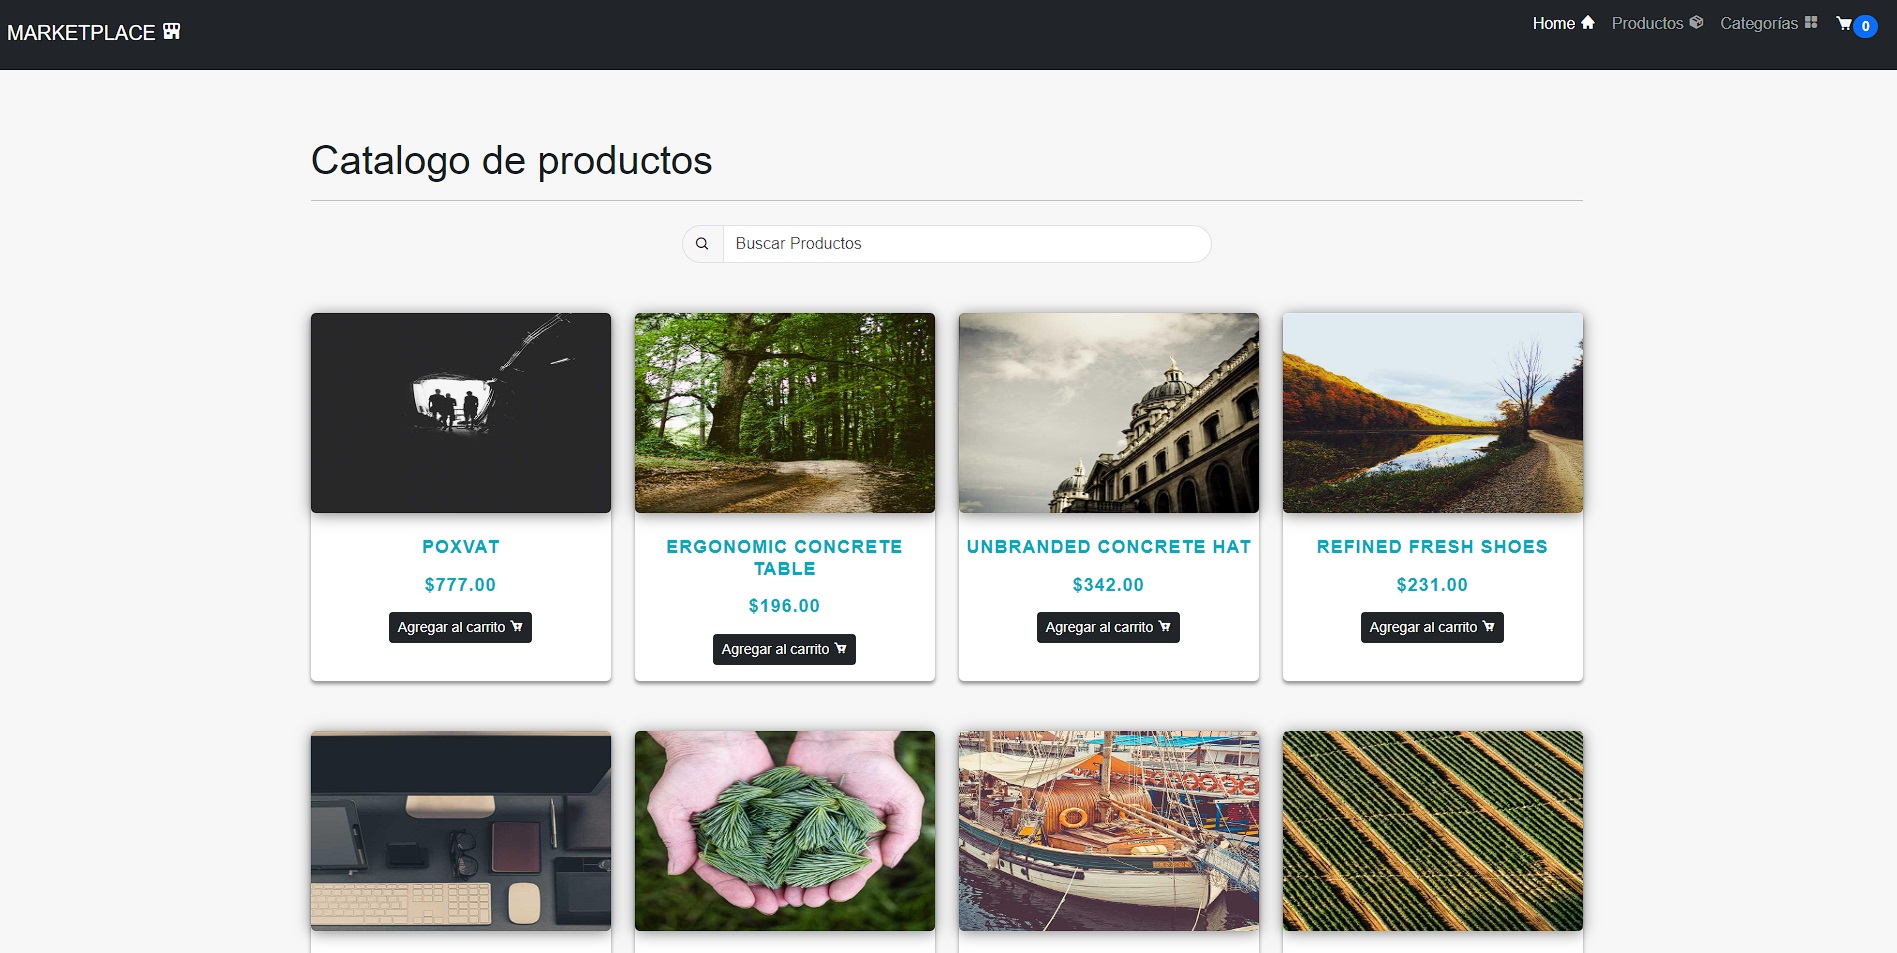 MARKETPLACE
Home Productos Categorías 0
Catalogo de productos
Buscar Productos
POXVAT
$777.00
Agregar al carrito
ERGONOMIC CONCRETE
TABLE
$196.00
Agregar al carrito
UNBRANDED CONCRETE HAT
$342.00
Agregar al carrito
REFINED FRESH SHOES
$231.00
Agregar al carrito